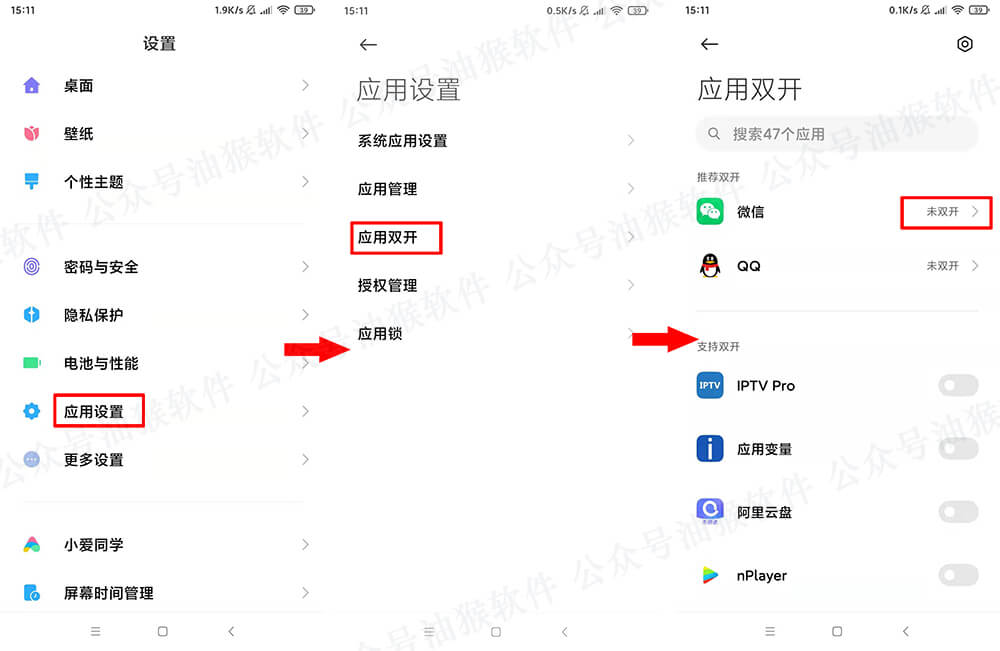 15:11
1.9K/s
39
设置
桌面
壁纸
个性主题
密码与安全
隐私保护
电池与性能
应用设置
更多设置
小爱同学
屏幕时间管理
15:11
0.5K/s
39
应用设置
系统应用设置
应用管理
应用双开
授权管理
应用锁
15:11
0.1K/s
39
应用双开
搜索47个应用
推荐双开
微信
未双开
QQ
未双开
支持双开
IPTV
IPTV Pro
应用变量
阿里云盘
nPlayer
公众号油猴软件